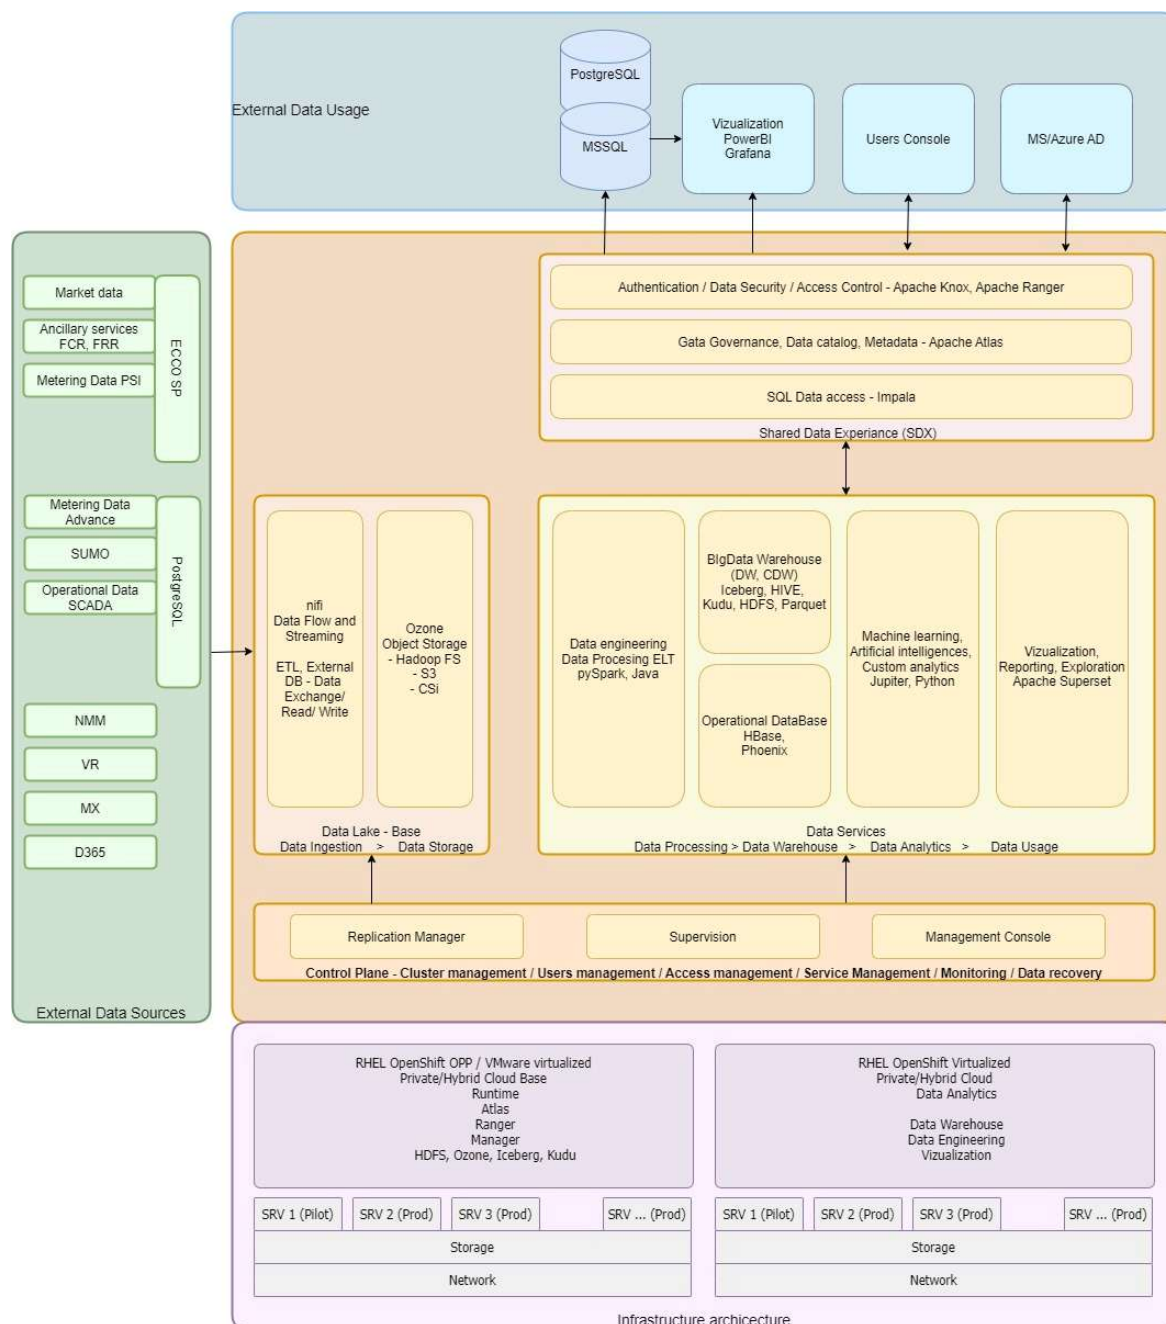 External Data Usage
PostgreSQL
MSSQL
Vizualization
PowerBI
Grafana
Users Console
MS/Azure AD
Market data
Ancillary services
FCR, FRR
Metering Data PSI
ECCO SP
Metering Data
Advance
SUMO
Operational Data
SCADA
PostgreSQL
NMM
VR
MX
D365
External Data Sources
Authentication / Data Security / Access Control - Apache Knox, Apache Ranger
Gata Governance, Data catalog, Metadata - Apache Atlas
SQL Data access - Impala
Shared Data Experiance (SDX)
nifi
Data Flow and
Streaming
ETL, External
DB - Data
Exchange/
Read/ Write
Ozone
Object Storage
- Hadoop FS
- S3
- CSi
Data Lake - Base
Data Ingestion > Data Storage
Data engineering
Data Procesing ELT
pySpark, Java
BIgData Warehouse
(DW, CDW)
Iceberg, HIVE,
Kudu, HDFS, Parquet
Operational DataBase
HBase,
Phoenix
Machine learning,
Artificial intelligences,
Custom analytics
Jupiter, Python
Vizualization,
Reporting, Exploration
Apache Superset
Data Services
Data Processing > Data Warehouse > Data Analytics > Data Usage
Replication Manager
Supervision
Management Console
Control Plane - Cluster management / Users management / Access management / Service Management / Monitoring / Data recovery
RHEL OpenShift OPP / VMware virtualized
Private/Hybrid Cloud Base
Runtime
Atlas
Ranger
Manager
HDFS, Ozone, Iceberg, Kudu
RHEL OpenShift Virtualized
Private/Hybrid Cloud
Data Analytics
Data Warehouse
Data Engineering
Vizualization
SRV 1 (Pilot)
SRV 2 (Prod)
SRV 3 (Prod)
SRV ... (Prod)
Storage
Network
SRV 1 (Pilot)
SRV 2 (Prod)
SRV 3 (Prod)
SRV ... (Prod)
Storage
Network
Infrastructure archicecture